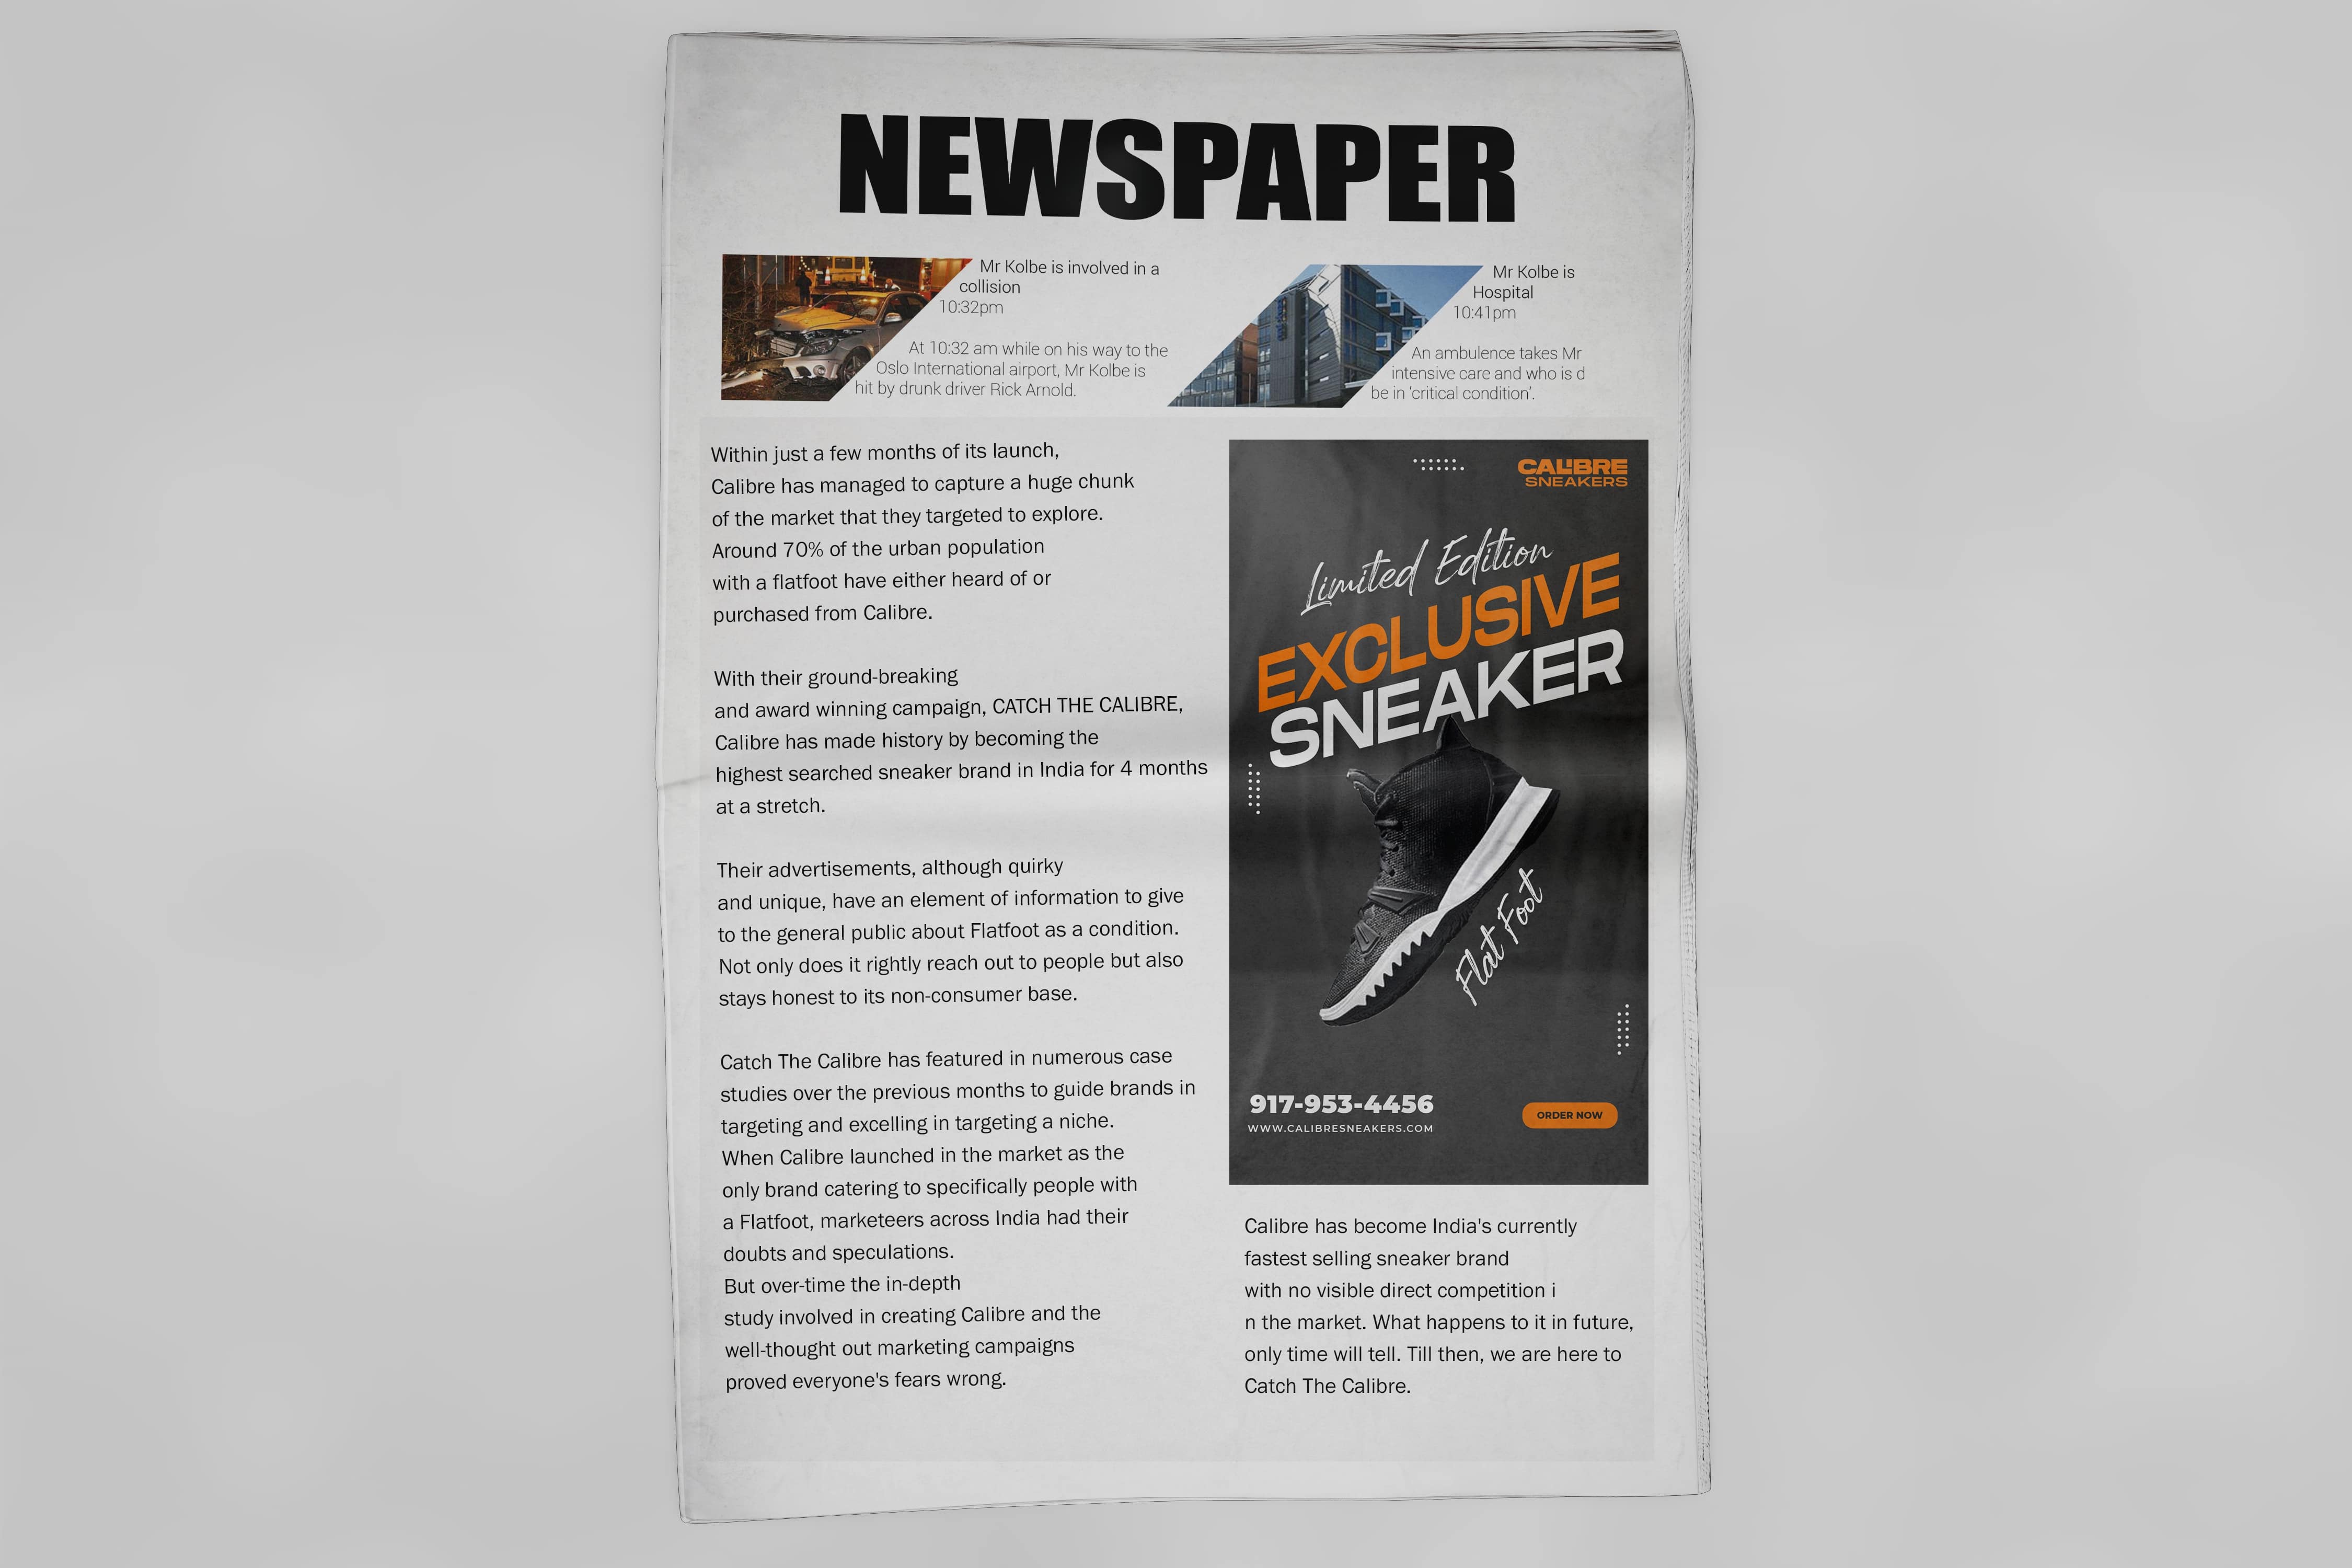 NEWSPAPER
Mr Kolbe is involved in a
collision
10:32pm
At 10:32 am while on his way to the
Oslo International airport, Mr Kolbe is
hit by drunk driver Rick Arnold.
Mr Kolbe is
Hospital
10:41pm
An ambulence takes Mr
intensive care and who is d
be in 'critical condition'.
Within just a few months of its launch,
Calibre has managed to capture a huge chunk
of the market that they targeted to explore.
Around 70% of the urban population
with a flatfoot have either heard of or
purchased from Calibre.
With their ground-breaking
and award winning campaign, CATCH THE CALIBRE,
Calibre has made history by becoming the
highest searched sneaker brand in India for 4 months
at a stretch.
Their advertisements, although quirky
and unique, have an element of information to give
to the general public about Flatfoot as a condition.
Not only does it rightly reach out to people but also
stays honest to its non-consumer base.
Catch The Calibre has featured in numerous case
studies over the previous months to guide brands in
targeting and excelling in targeting a niche.
When Calibre launched in the market as the
only brand catering to specifically people with
a Flatfoot, marketeers across India had their
doubts and speculations.
But over-time the in-depth
study involved in creating Calibre and the
well-thought out marketing campaigns
proved everyone's fears wrong.
CALIBRE
SNEAKERS
Limited Edition
EXCLUSIVE
SNEAKER
Flat Foot
917-953-4456
WWW.CALIBRESNEAKERS.COM
ORDER NOW
Calibre has become India's currently
fastest selling sneaker brand
with no visible direct competition i
n the market. What happens to it in future,
only time will tell. Till then, we are here to
Catch The Calibre.